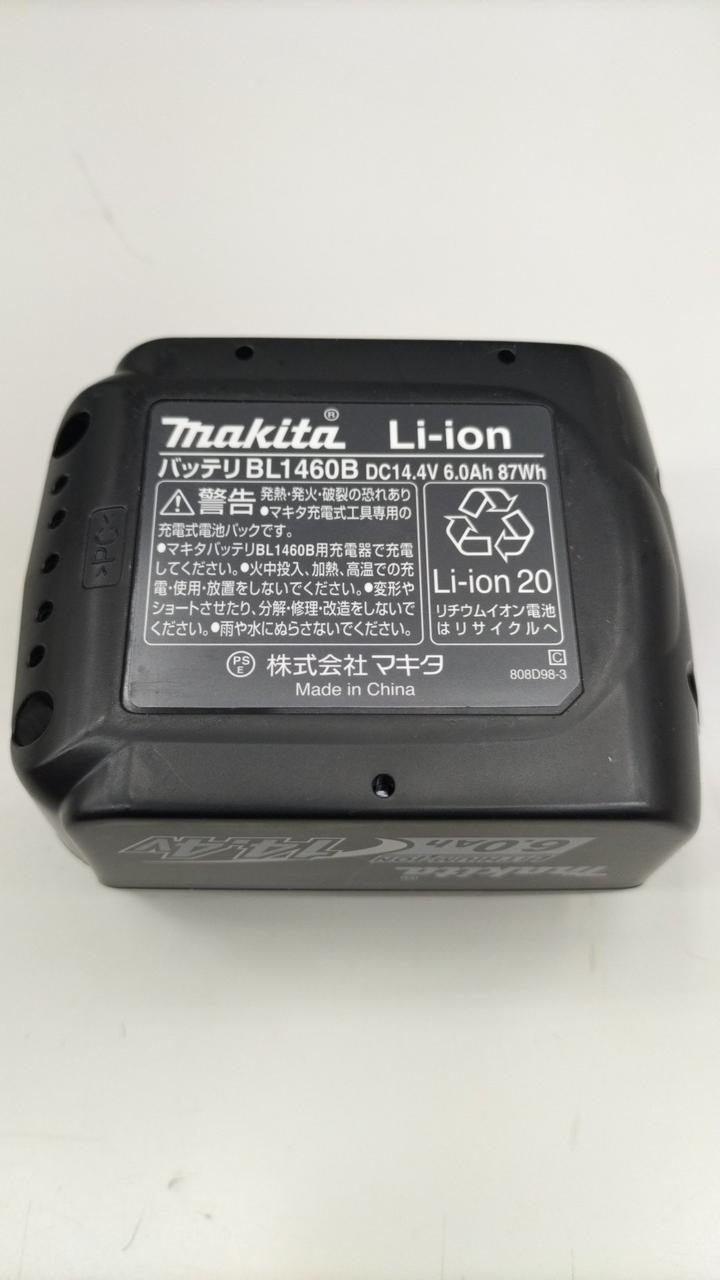 makita® Li-ion
バッテリ BL1460B DC14.4V 6.0Ah 87Wh
警告 発熱・発火・破裂の恐れあり
●マキタ充電式工具専用の
充電式電池パックです。
●マキタバッテリBL1460B用充電器で充電
してください。●火中投入、加熱、高温での充
電・使用・放置をしないでください。●変形や
ショートさせたり、分解・修理・改造をしないで
ください。●雨や水にぬらさないでください。
Li-ion 20
リチウムイオン電池
はリサイクルへ
PS
E
株式会社 マキタ
Made in China
C
808D98-3
>PC<
makita®
14.4V
6.0Ah